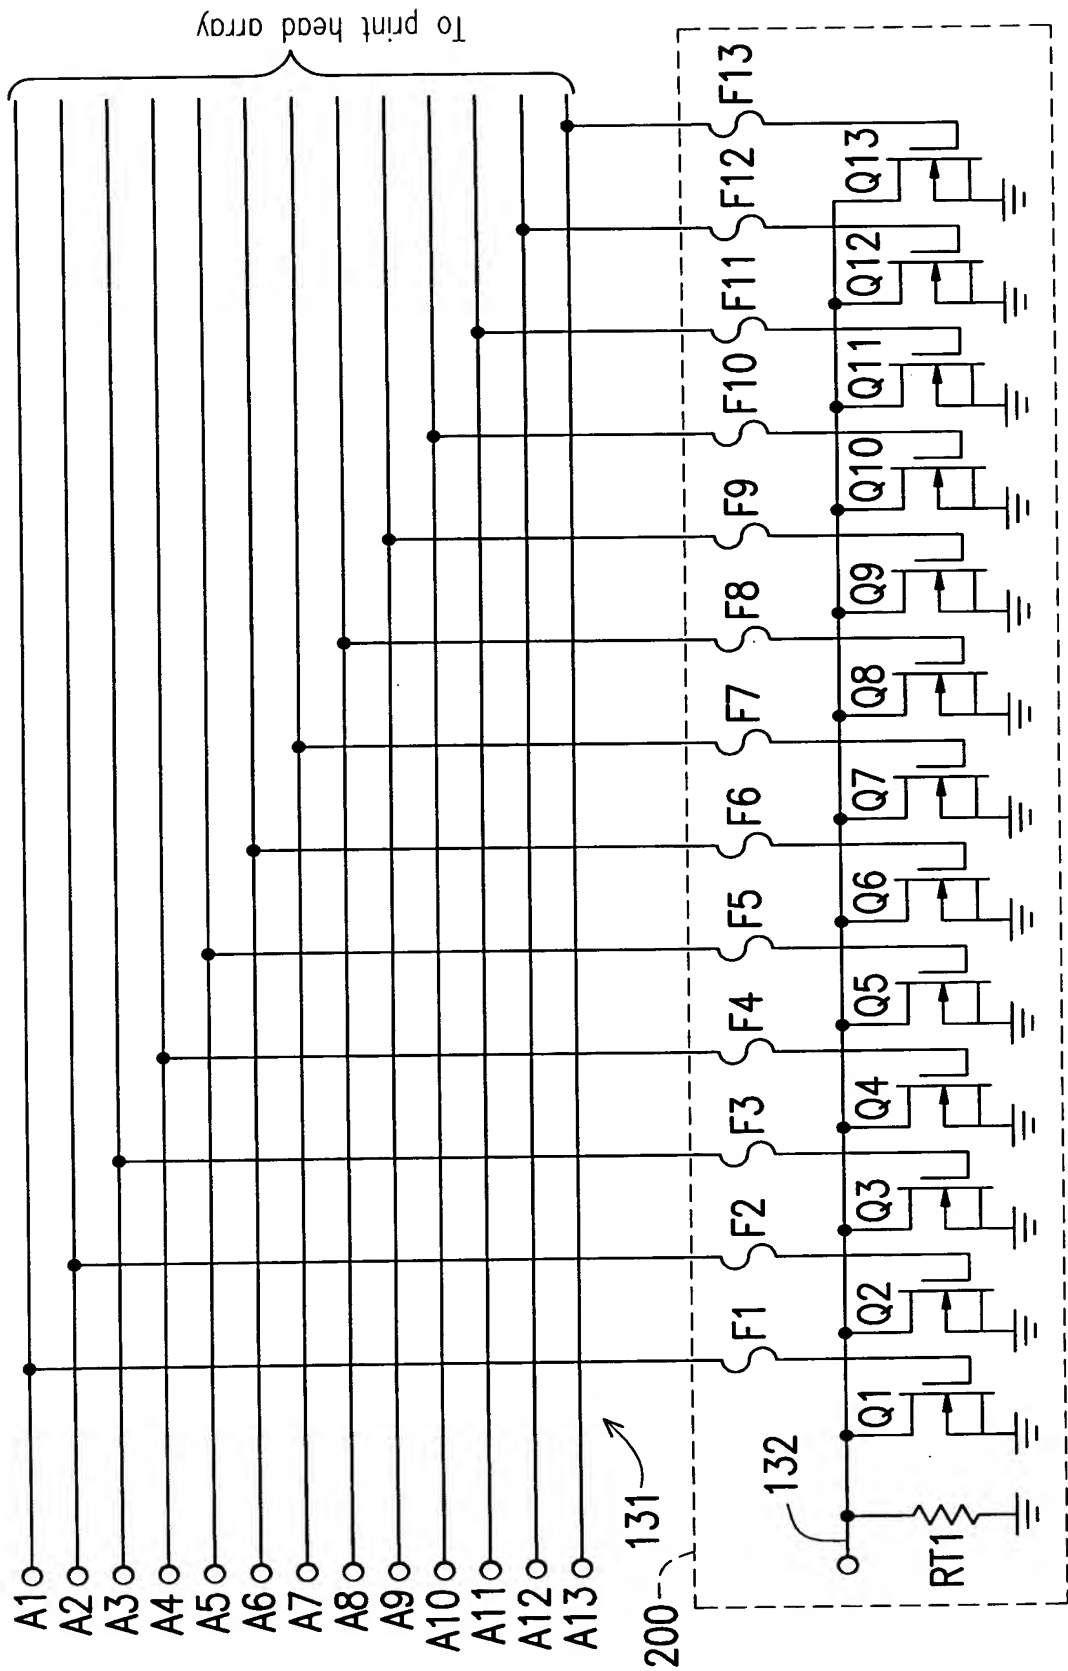 To print head array
A1
A2
A3
A4
A5
A6
A7
A8
A9
A10
A11
A12
A13
131
200
132
RT1
F1
F2
F3
F4
F5
F6
F7
F8
F9
F10
F11
F12
F13
Q1
Q2
Q3
Q4
Q5
Q6
Q7
Q8
Q9
Q10
Q11
Q12
Q13